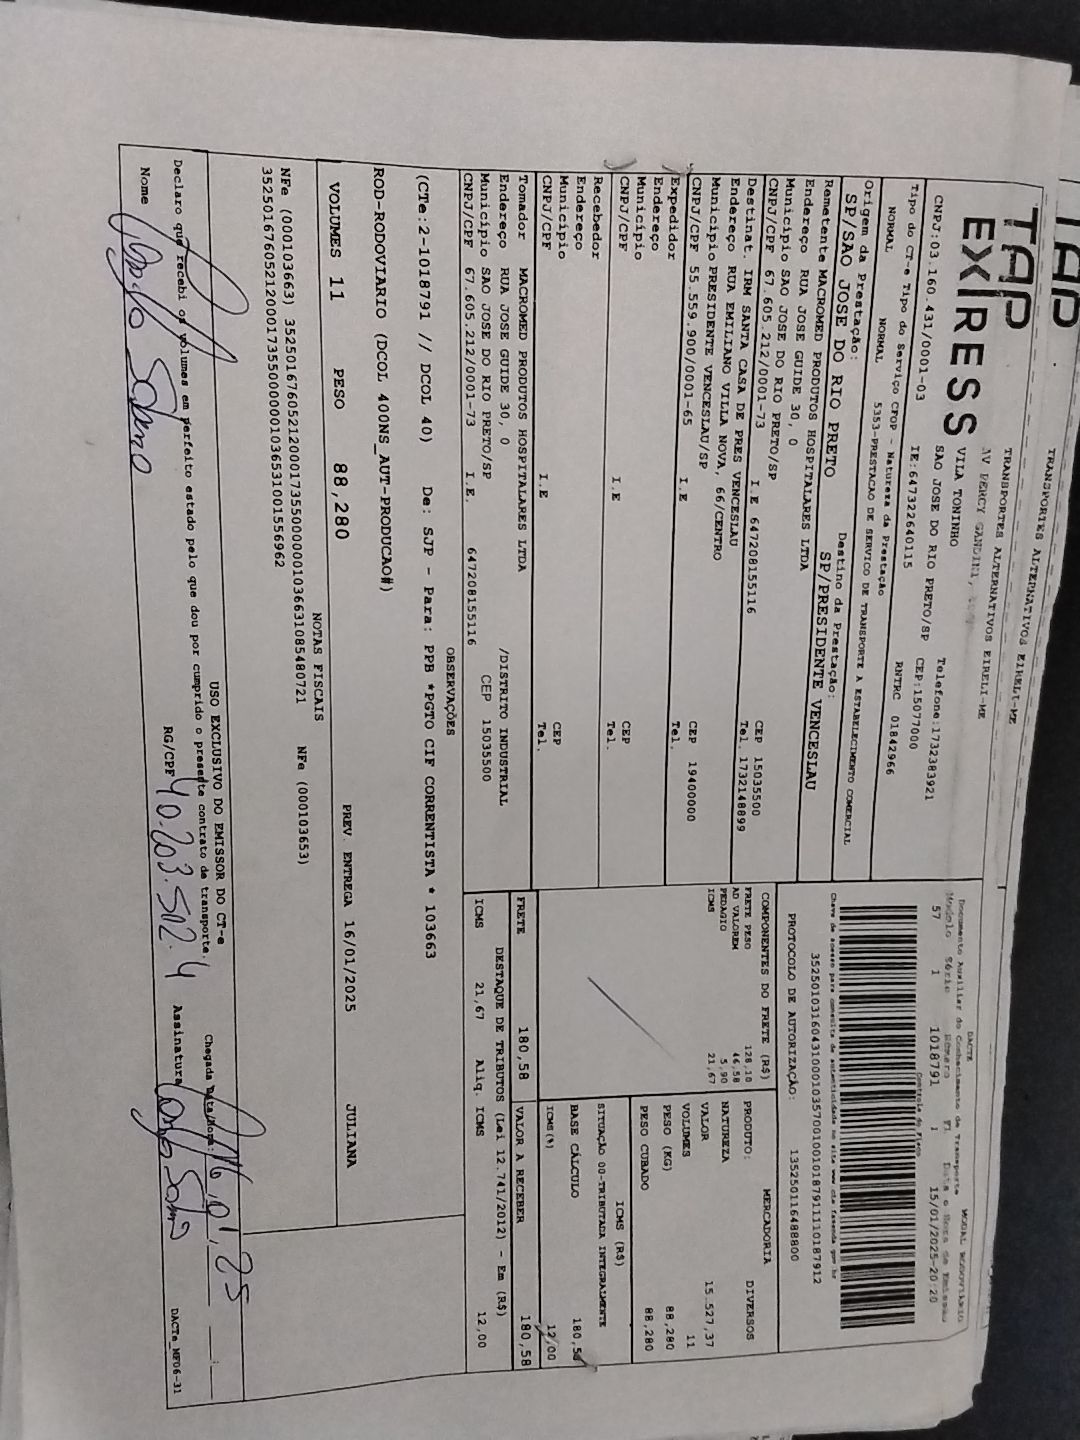 TAP
TRANSPORTES ALTERNATIVOS EIRELI-ME
TAP
EXPRESS
TRANSPORTES ALTERNATIVOS EIRELI-ME
AV PERCY GANDINI,
VILA TONINHO
SAO JOSE DO RIO PRETO/SP CEP:15077000
CNPJ:03.160.431/0001-03 IE:647322640115 Telefone:1732383921
RNTRC 01842966
DACTE
Documento Auxiliar do Conhecimento de Transporte MODAL RODOVIARIO
Modelo Série Número Fl Data e Hora de Emissão
57 1 1018791 1 15/01/2025-20:20
Controle do Fisco
Chave de acesso para consulta de autenticidade no site www.cte.fazenda.gov.br
PROTOCOLO DE AUTORIZAÇÃO: 135250116488800
Tipo do CT-e Tipo do Serviço CFOP - Natureza da Prestação
NORMAL NORMAL 5353-PRESTACAO DE SERVICO DE TRANSPORTE A ESTABELECIMENTO COMERCIAL
Origem da Prestação: Destino da Prestação:
SP/SAO JOSE DO RIO PRETO SP/PRESIDENTE VENCESLAU
Remetente MACROMED PRODUTOS HOSPITALARES LTDA
Endereço RUA JOSE GUIDE 30, 0
Município SAO JOSE DO RIO PRETO/SP CEP 15035500
CNPJ/CPF 67.605.212/0001-73 I.E 647208155116 Tel. 1732148899
Destinat. IRM SANTA CASA DE PRES VENCESLAU
Endereço RUA EMILIANO VILLA NOVA, 66/CENTRO
Município PRESIDENTE VENCESLAU/SP CEP 19400000
CNPJ/CPF 55.559.900/0001-65 I.E Tel.
Expedidor
Endereço
Município CEP
CNPJ/CPF I.E Tel.
Recebedor
Endereço
Município CEP
CNPJ/CPF I.E Tel.
Tomador MACROMED PRODUTOS HOSPITALARES LTDA
Endereço RUA JOSE GUIDE 30, 0 /DISTRITO INDUSTRIAL
Município SAO JOSE DO RIO PRETO/SP CEP 15035500
CNPJ/CPF 67.605.212/0001-73 I.E. 647208155116
COMPONENTES DO FRETE (R$)
FRETE PESO 128,10
AD VALOREM 46,58
PEDAGIO 5,90
ICMS 21,67
MERCADORIA
PRODUTO: DIVERSOS
NATUREZA
VALOR 15.527,37
VOLUMES 11
PESO (KG) 88,280
PESO CUBADO 88,280
ICMS (R$)
SITUAÇÃO 00-TRIBUTADA INTEGRALMENTE
BASE CÁLCULO 180,58
ICMS(%) 12,00
FRETE 180,58 VALOR A RECEBER 180,58
DESTAQUE DE TRIBUTOS (Lei 12.741/2012) - Em (R$)
ICMS 21,67 Aliq. ICMS 12,00
OBSERVAÇÕES
(CTe:2-1018791 // DCOL 40) De: SJP - Para: PPB *PGTO CIF CORRENTISTA * 103663
ROD-RODOVIARIO (DCOL 400NS_AUT-PRODUCAO#)
VOLUMES 11 PESO 88,280 PREV. ENTREGA 16/01/2025 JULIANA
NOTAS FISCAIS
NFe (000103663) 35250167605212000173550000001036631085480721 NFe (000103653)
35250167605212000173550000001036531001556962
USO EXCLUSIVO DO EMISSOR DO CT-e
Declaro que recebi os volumes em perfeito estado pelo que dou por cumprido o presente contrato de transporte.
Chegada Data/Hora: 16,01,25
Nome RG/CPF 40.203.502.4 Assinatura
DACTe_MF06-31